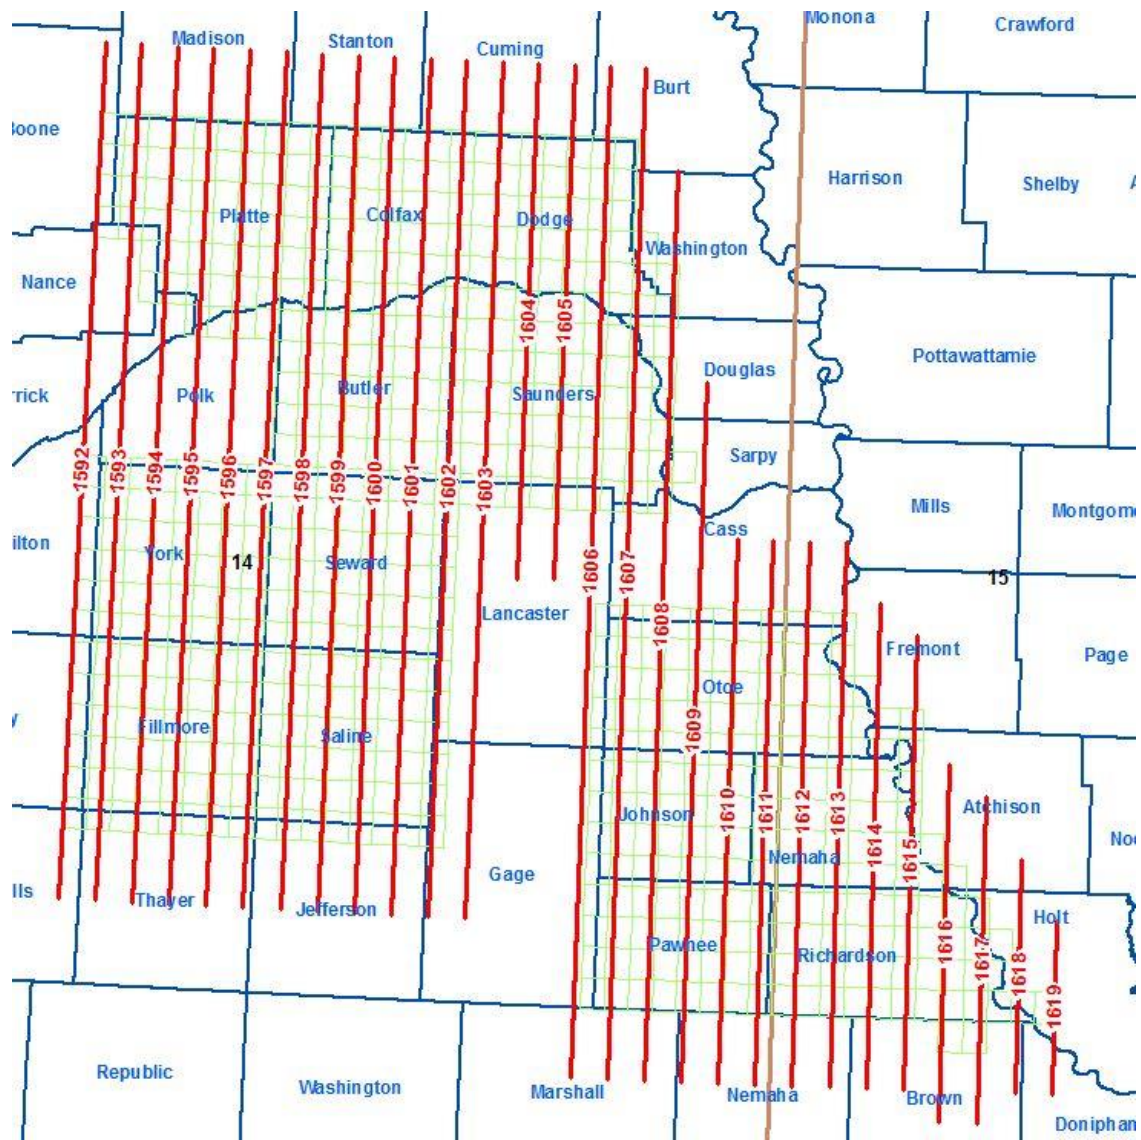 Monona
Crawford
Madison
Stanton
Cuming
Burt
Boone
Harrison
Shelby
A
Platte
Colfax
Dodge
Washington
Nance
1604
1605
Pottawattamie
Douglas
rrick
Polk
Butler
Saunders
Sarpy
1592
1593
1594
1595
1596
1597
1598
1599
1600
1601
1602
1603
Mills
Montgome
Cass
ilton
York
14
Seward
1606
1607
15
Lancaster
1608
Fremont
Page
Otoe
y
Fillmore
Saline
1609
Johnson
1610
1611
1612
1613
Atchison
Nemaha
1614
1615
Noc
lls
Thayer
Jefferson
Gage
Holt
Pawnee
Richardson
1616
1617
1618
1619
Republic
Washington
Marshall
Nemaha
Brown
Doniphan